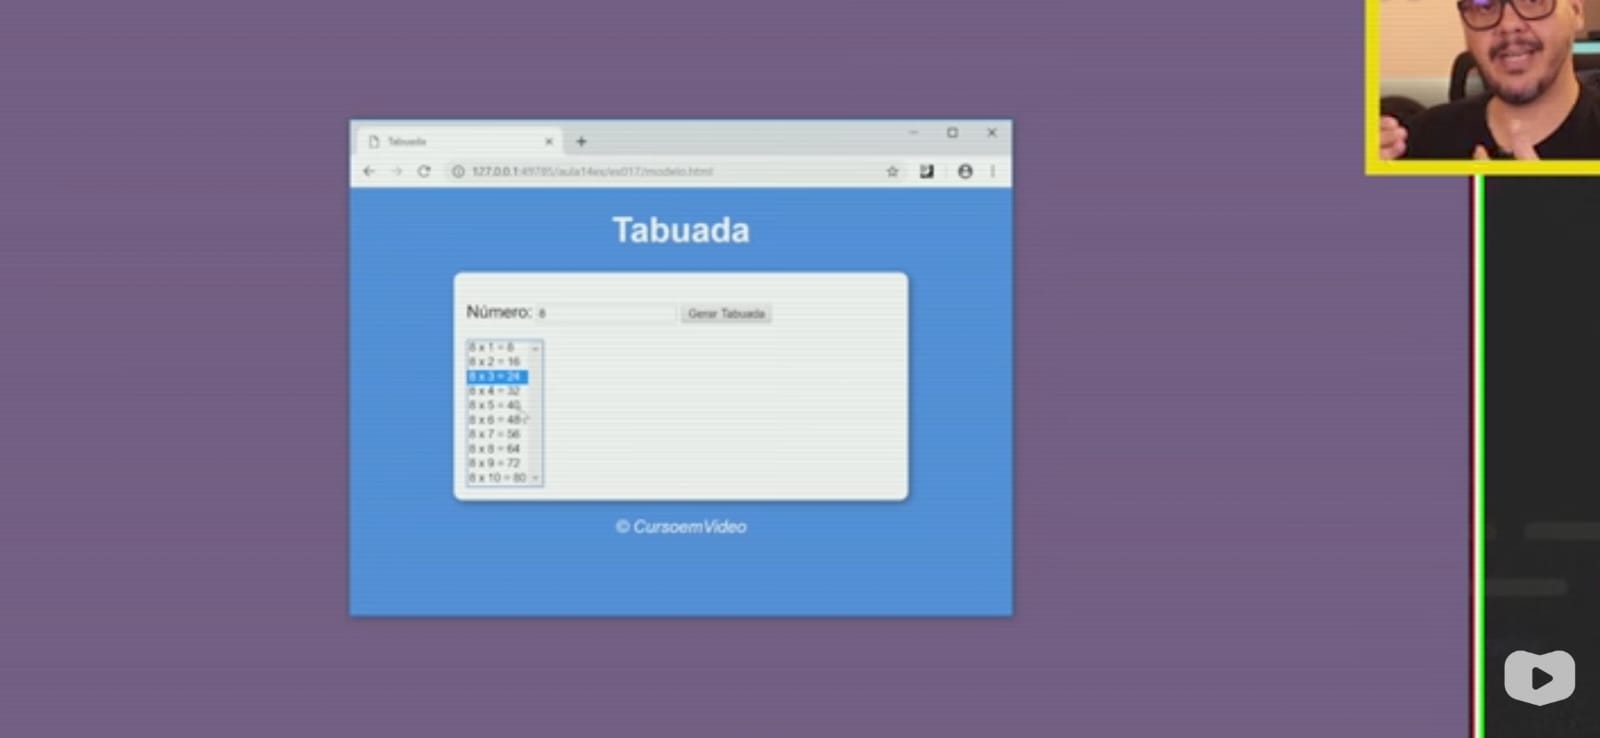 Tabuada
127.0.0.1:49785/aula14ex/ex017/modelo.html
Tabuada
Número: 8 Gerar Tabuada
8 x 1 = 8
8 x 2 = 16
8 x 3 = 24
8 x 4 = 32
8 x 5 = 40
8 x 6 = 48
8 x 7 = 56
8 x 8 = 64
8 x 9 = 72
8 x 10 = 80
© CursoemVideo